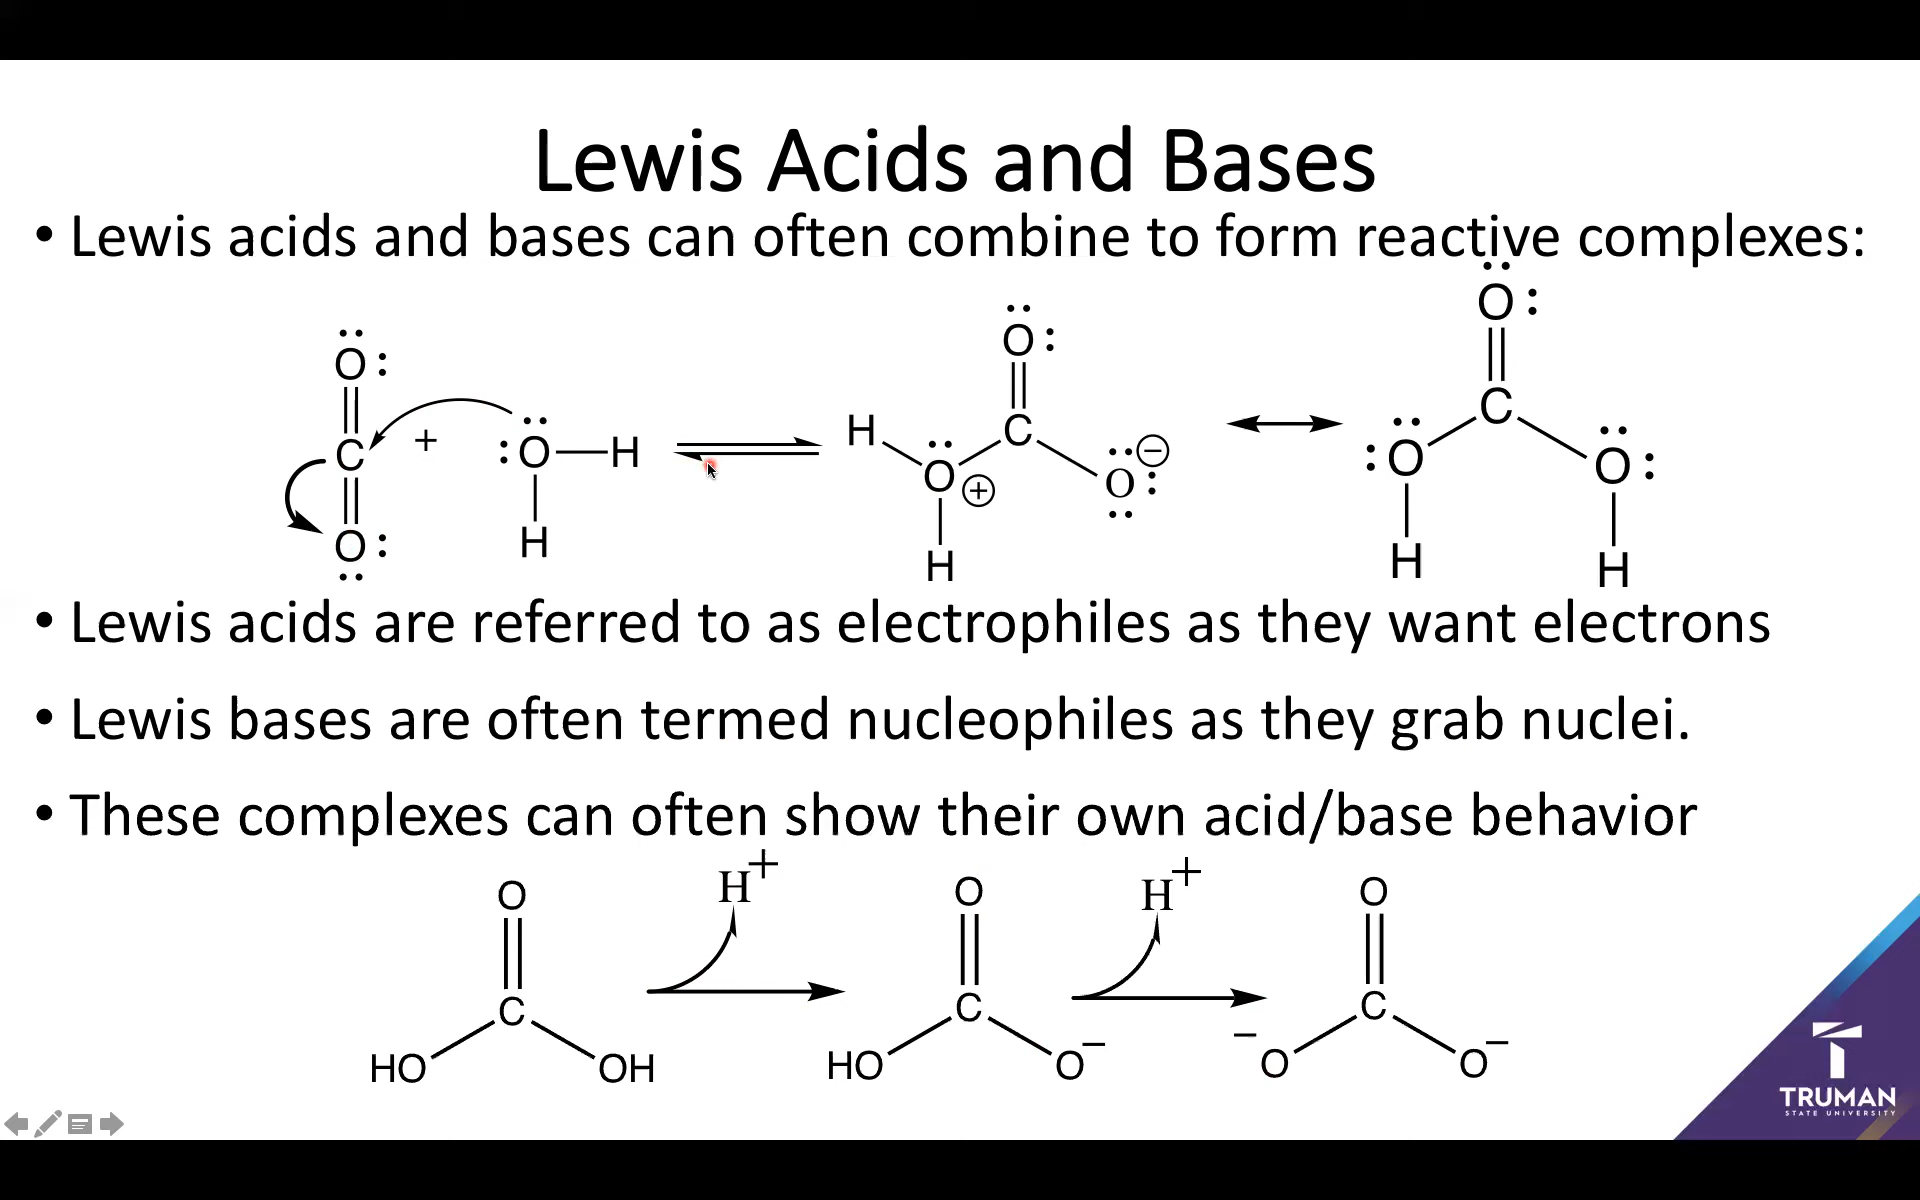 Lewis Acids and Bases
• Lewis acids and bases can often combine to form reactive complexes:
O C O + O H H
H O ⊕ H C O O ⊖
O C O H O H
• Lewis acids are referred to as electrophiles as they want electrons
• Lewis bases are often termed nucleophiles as they grab nuclei.
• These complexes can often show their own acid/base behavior
H+ H+
O O O
C C C
HO OH HO O− −O O−
TRUMAN
STATE UNIVERSITY